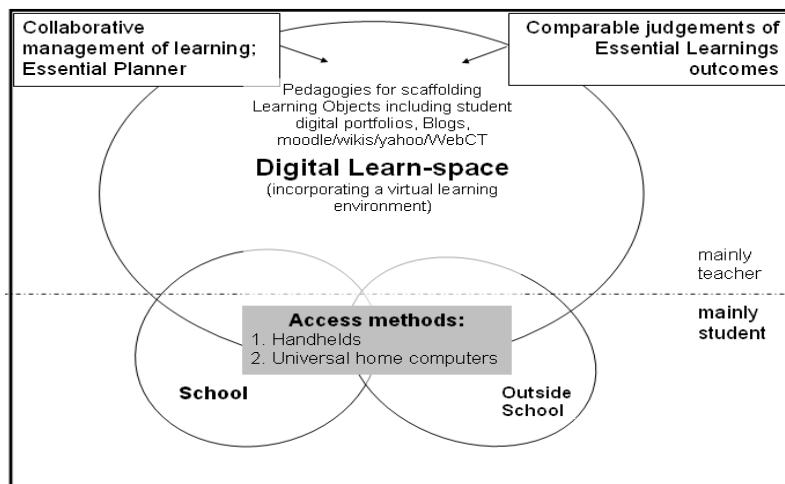 Collaborative
management of learning;
Essential Planner
Comparable judgements of
Essential Learnings
outcomes
Pedagogies for scaffolding
Learning Objects including student
digital portfolios, Blogs,
moodle/wikis/yahoo/WebCT
Digital Learn-space
(incorporating a virtual learning
environment)
mainly
teacher
mainly
student
Access methods:
1. Handhelds
2. Universal home computers
School
Outside
School